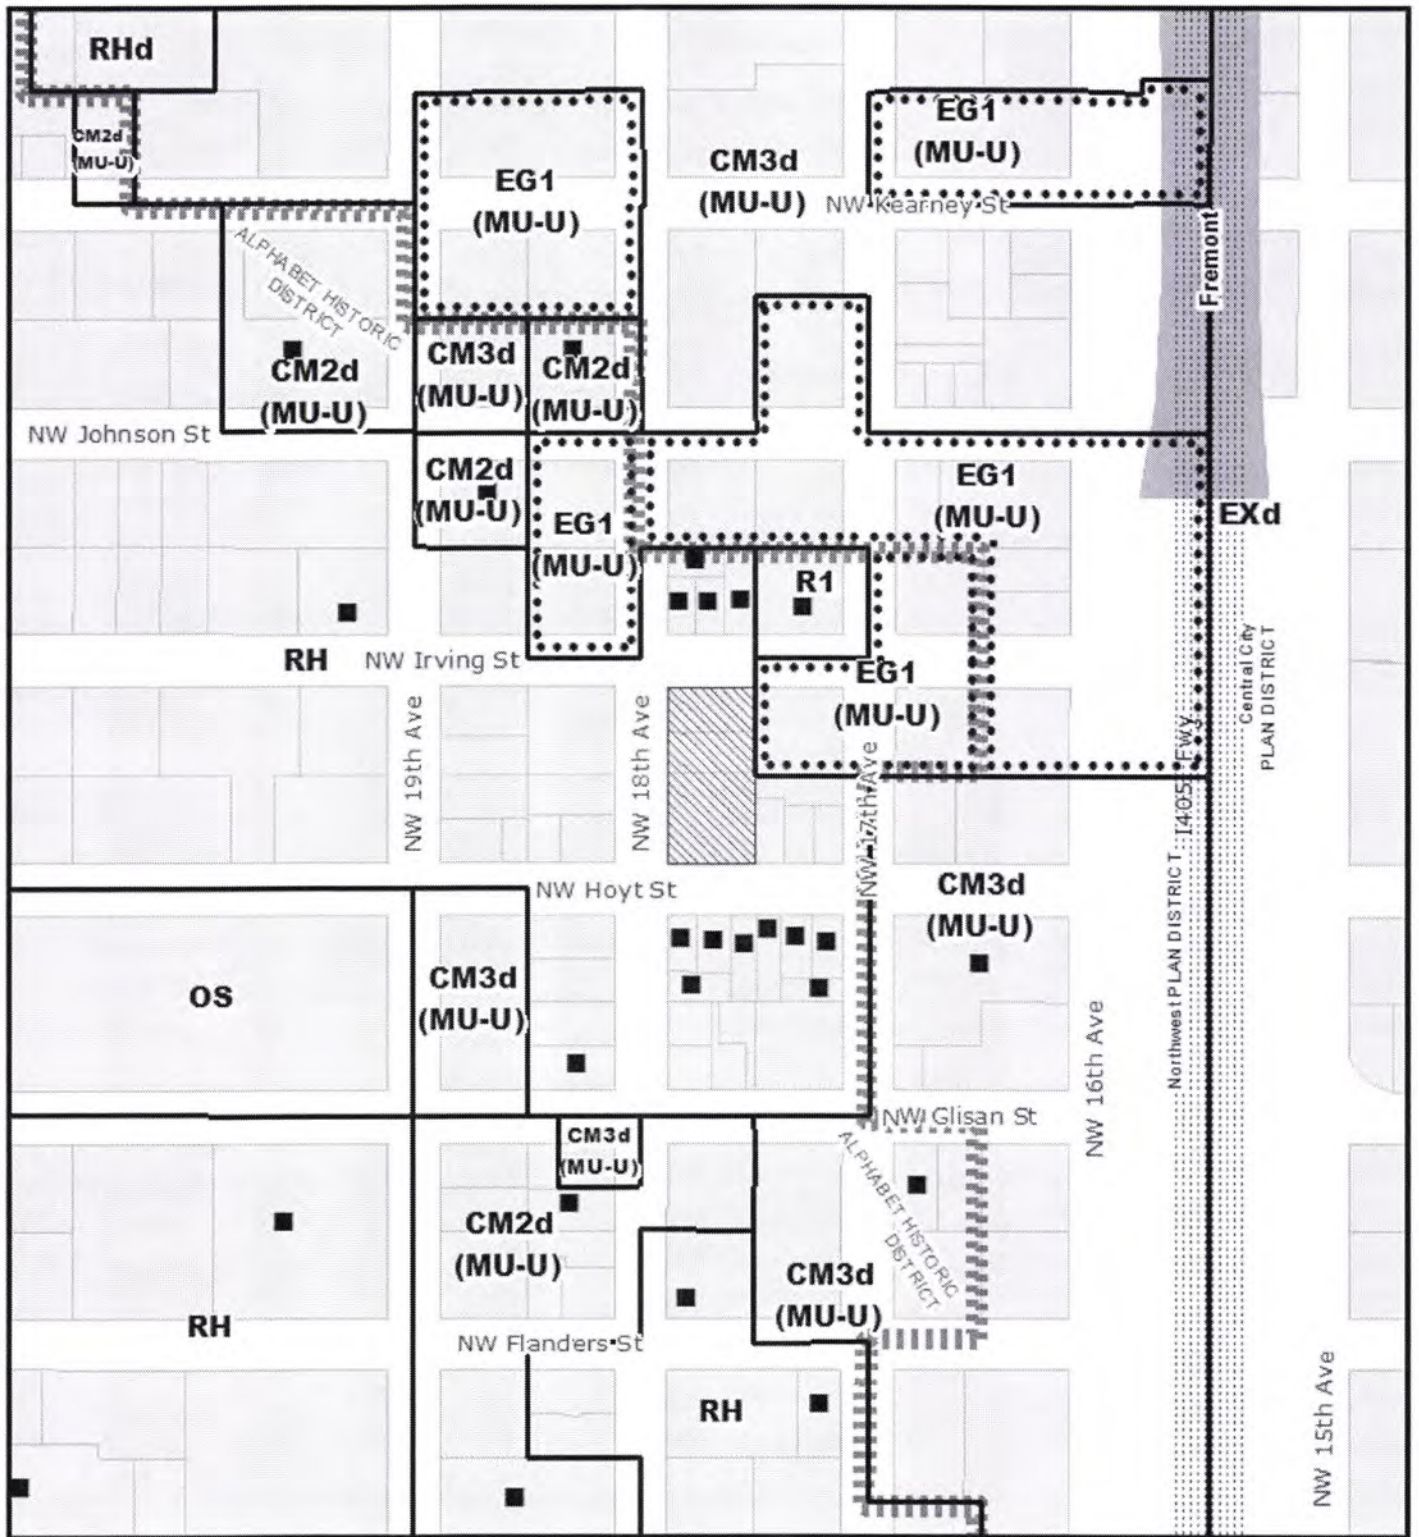 RHd
CM2d
(MU-U)
EG1
(MU-U)
CM3d
(MU-U)
EG1
(MU-U)
NW Kearney St
Fremont
ALPHABET HISTORIC
DISTRICT
CM2d
(MU-U)
CM3d
(MU-U)
CM2d
(MU-U)
NW Johnson St
CM2d
(MU-U)
EG1
(MU-U)
EG1
(MU-U)
EXd
R1
RH
NW Irving St
EG1
(MU-U)
NW 19th Ave
NW 18th Ave
NW 17th Ave
I405 Fwy
Central City
PLAN DISTRICT
Northwest PLAN DISTRICT
NW Hoyt St
CM3d
(MU-U)
OS
CM3d
(MU-U)
NW 16th Ave
NW Glisan St
CM3d
(MU-U)
ALPHABET HISTORIC
DISTRICT
CM2d
(MU-U)
CM3d
(MU-U)
RH
NW Flanders St
RH
NW 15th Ave